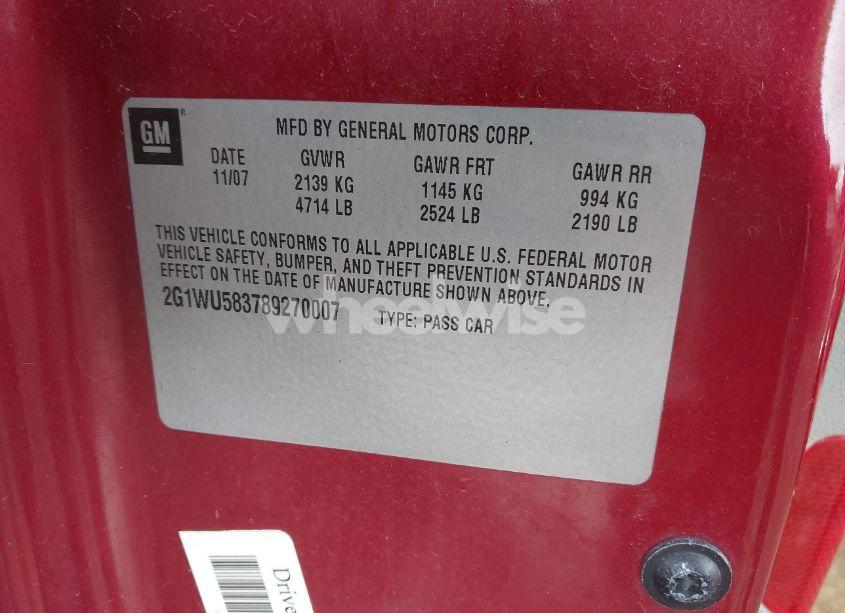 GM®
MFD BY GENERAL MOTORS CORP.
DATE GVWR GAWR FRT GAWR RR
11/07 2139 KG 1145 KG 994 KG
4714 LB 2524 LB 2190 LB
THIS VEHICLE CONFORMS TO ALL APPLICABLE U.S. FEDERAL MOTOR
VEHICLE SAFETY, BUMPER, AND THEFT PREVENTION STANDARDS IN
EFFECT ON THE DATE OF MANUFACTURE SHOWN ABOVE.
2G1WU583789270007 TYPE: PASS CAR
wheelwise
Drive